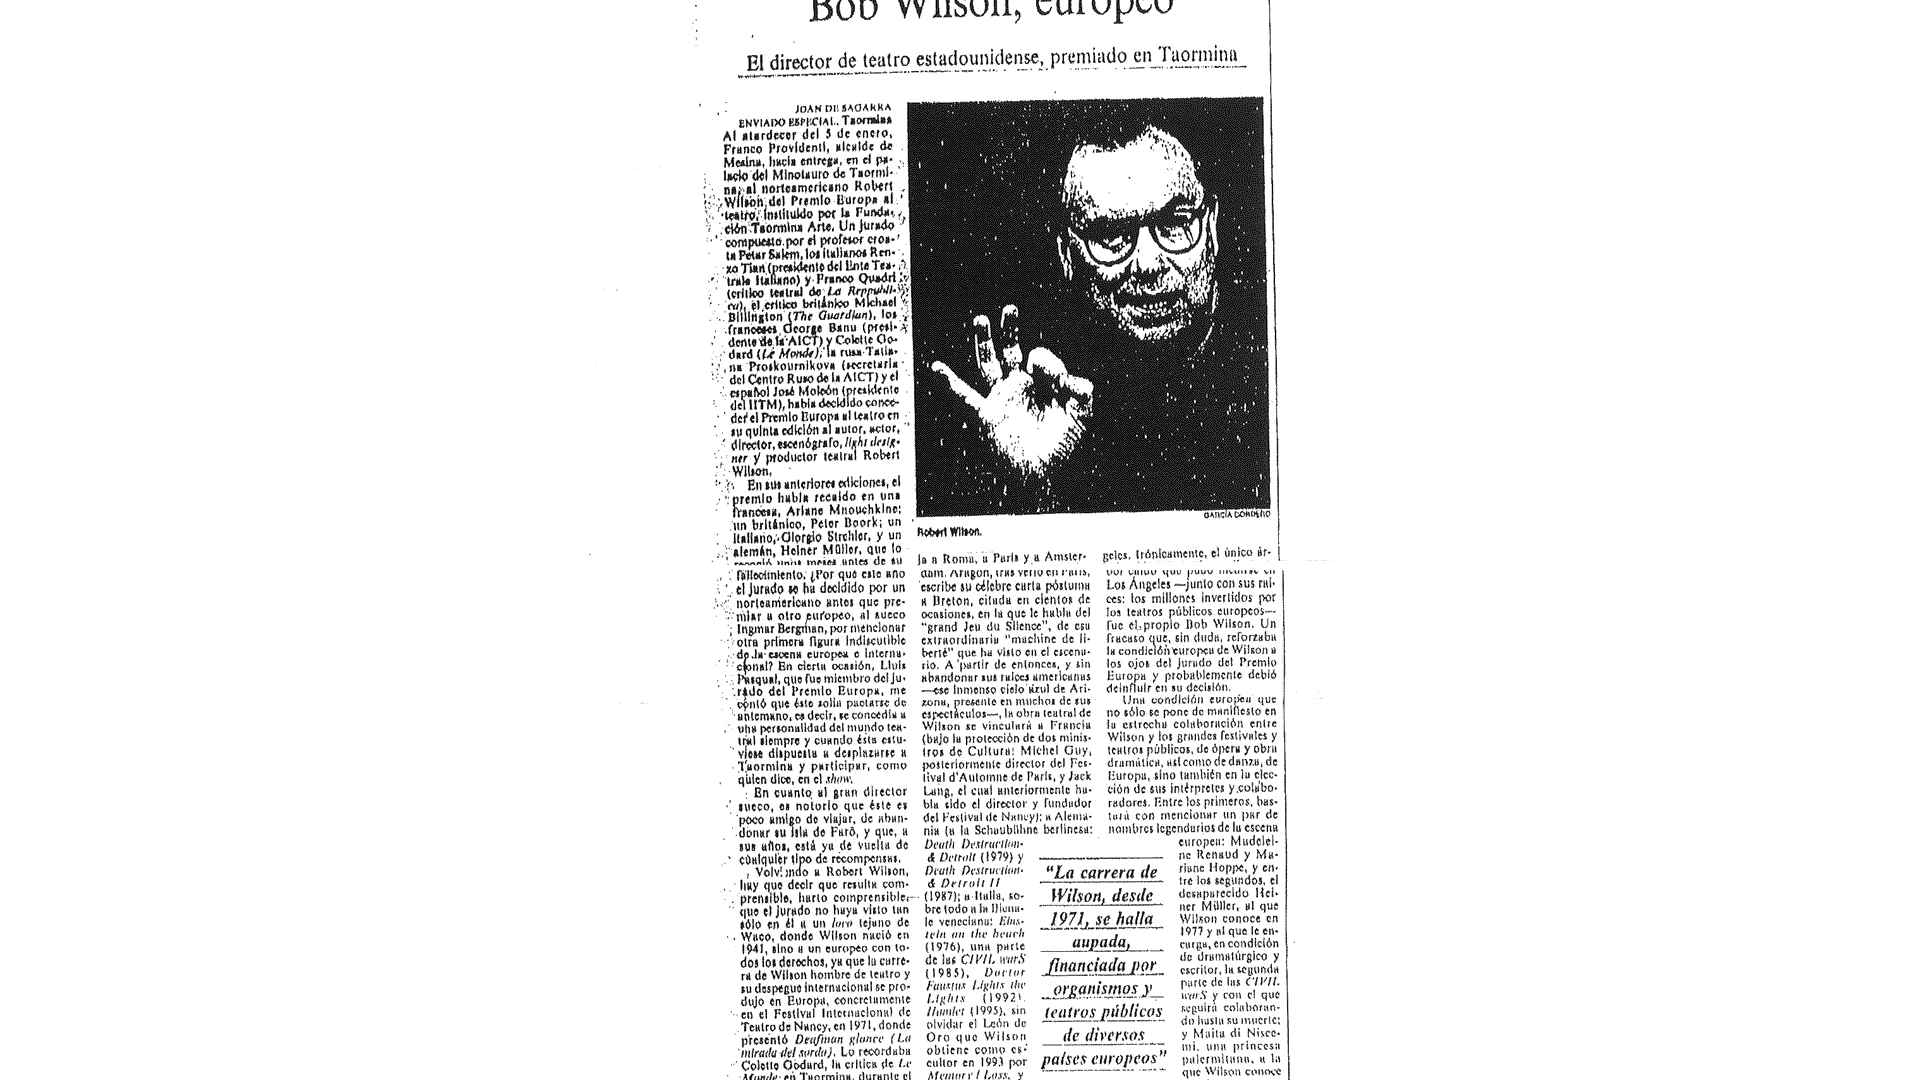 Bob Wilson, europeo
El director de teatro estadounidense, premiado en Taormina
JOAN DE SAGARRA
ENVIADO ESPECIAL, Taormina
Al atardecer del 5 de enero,
Franco Providenti, alcalde de
Mesina, hacía entrega, en el pa-
lacio del Minotauro de Taormi-
na, al norteamericano Robert
Wilson del Premio Europa al
teatro, instituido por la Funda-
ción Taormina Arte. Un jurado
compuesto por el profesor croa-
ta Petar Salem, los italianos Ren-
zo Tian (presidente del Ente Tea-
trale Italiano) y Franco Quadri
(crítico teatral de La Reppubli-
ca), el crítico británico Michael
Billington (The Guardian), los
franceses George Banu (presi-
dente de la AICT) y Colette Go-
dard (Le Monde), la rusa Tatia-
na Proskournikova (secretaria
del Centro Ruso de la AICT) y el
español José Moleón (presidente
del IITM), había decidido conce-
der el Premio Europa al teatro en
su quinta edición al autor, actor,
director, escenógrafo, light desig-
ner y productor teatral Robert
Wilson.
En sus anteriores ediciones, el
premio había recaído en una
francesa, Ariane Mnouchkine;
un británico, Peter Boork; un
italiano, Giorgio Strehler, y un
alemán, Heiner Müller, que lo
recogió unos meses antes de su
fallecimiento. ¿Por qué este año
el jurado se ha decidido por un
norteamericano antes que pre-
miar a otro europeo, al sueco
Ingmar Bergman, por mencionar
otra primera figura indiscutible
de la escena europea e interna-
cional? En cierta ocasión, Lluís
Pasqual, que fue miembro del ju-
rado del Premio Europa, me
contó que éste solía pactarse de
antemano, es decir, se concedía a
una personalidad del mundo tea-
tral siempre y cuando ésta estu-
viese dispuesta a desplazarse a
Taormina y participar, como
quien dice, en el show.
En cuanto al gran director
sueco, es notorio que éste es
poco amigo de viajar, de aban-
donar su isla de Farö, y que, a
sus años, está ya de vuelta de
cualquier tipo de recompensas.
Volviendo a Robert Wilson,
hay que decir que resulta com-
prensible, harto comprensible,
que el jurado no haya visto tan
sólo en él a un loco tejano de
Waco, donde Wilson nació en
1941, sino a un europeo con to-
dos los derechos, ya que la carre-
ra de Wilson hombre de teatro y
su despegue internacional se pro-
dujo en Europa, concretamente
en el Festival Internacional de
Teatro de Nancy, en 1971, donde
presentó Deafman glance (La
mirada del sordo). Lo recordaba
Colette Godard, la crítica de Le
Monde en Taormina, durante el
GARCÍA CORDERO
Robert Wilson.
ja a Roma, a París y a Amster-
dam. Aragon, tras verlo en París,
escribe su célebre carta póstuma
a Breton, citada en cientos de
ocasiones, en la que le habla del
"grand Jeu du Silence", de esa
extraordinaria "machine de li-
berté" que ha visto en el escena-
rio. A partir de entonces, y sin
abandonar sus raíces americanas
—ese inmenso cielo azul de Ari-
zona, presente en muchos de sus
espectáculos—, la obra teatral de
Wilson se vinculará a Francia
(bajo la protección de dos minis-
tros de Cultura: Michel Guy,
posteriormente director del Fes-
tival d'Automne de París, y Jack
Lang, el cual anteriormente ha-
bía sido el director y fundador
del Festival de Nancy); a Alema-
nia (a la Schaubühne berlinesa:
Death Destruction
& Detroit (1979) y
Death Destruction
& Detroit II
(1987); a Italia, so-
bre todo a la Biena-
le veneciana: Eins-
tein on the beach
(1976), una parte
de las CIVIL warS
(1985), Doctor
Faustus Lights the
Lights (1992),
Hamlet (1995), sin
olvidar el León de
Oro que Wilson
obtiene como es-
cultor en 1993 por
Memory / Loss, y
"La carrera de
Wilson, desde
1971, se halla
aupada,
financiada por
organismos y
teatros públicos
de diversos
países europeos"
geles. Irónicamente, el único ár-
bol caído que pudo incarse en
Los Ángeles —junto con sus raí-
ces: los millones invertidos por
los teatros públicos europeos—
fue el propio Bob Wilson. Un
fracaso que, sin duda, reforzaba
la condición europea de Wilson a
los ojos del jurado del Premio
Europa y probablemente debió
deinfluir en su decisión.
Una condición europea que
no sólo se pone de manifiesto en
la estrecha colaboración entre
Wilson y los grandes festivales y
teatros públicos, de ópera y obra
dramática, así como de danza, de
Europa, sino también en la elec-
ción de sus intérpretes y colabo-
radores. Entre los primeros, bas-
tará con mencionar un par de
nombres legendarios de la escena
europea: Madelei-
ne Renaud y Ma-
riane Hoppe, y en-
tre los segundos, el
desaparecido Hei-
ner Müller, al que
Wilson conoce en
1977 y al que le en-
carga, en condición
de dramatúrgico y
escritor, la segunda
parte de las CIVIL
warS y con el que
seguirá colaboran-
do hasta su muerte;
y Maita di Nisce-
mi, una princesa
palermitana, a la
que Wilson conoce